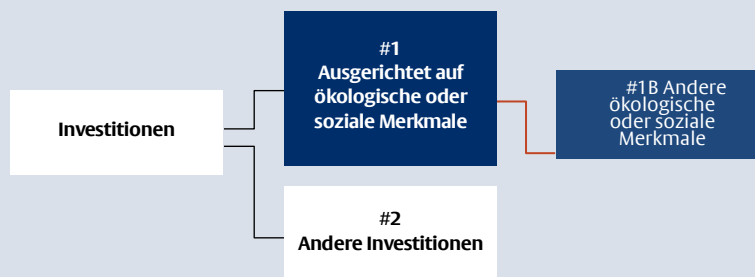 #1
Ausgerichtet auf
ökologische oder
soziale Merkmale
#1B Andere
ökologische
oder soziale
Merkmale
Investitionen
#2
Andere Investitionen